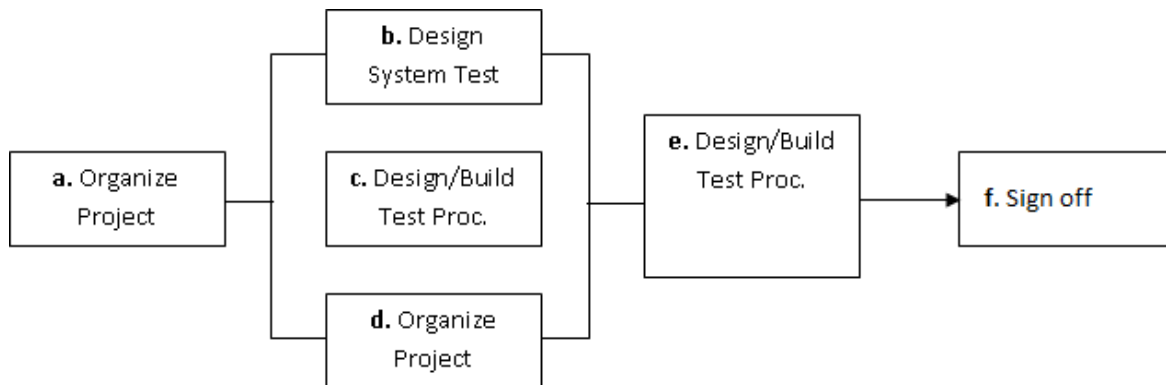 a. Organize
Project
b. Design
System Test
c. Design/Build
Test Proc.
d. Organize
Project
e. Design/Build
Test Proc.
f. Sign off